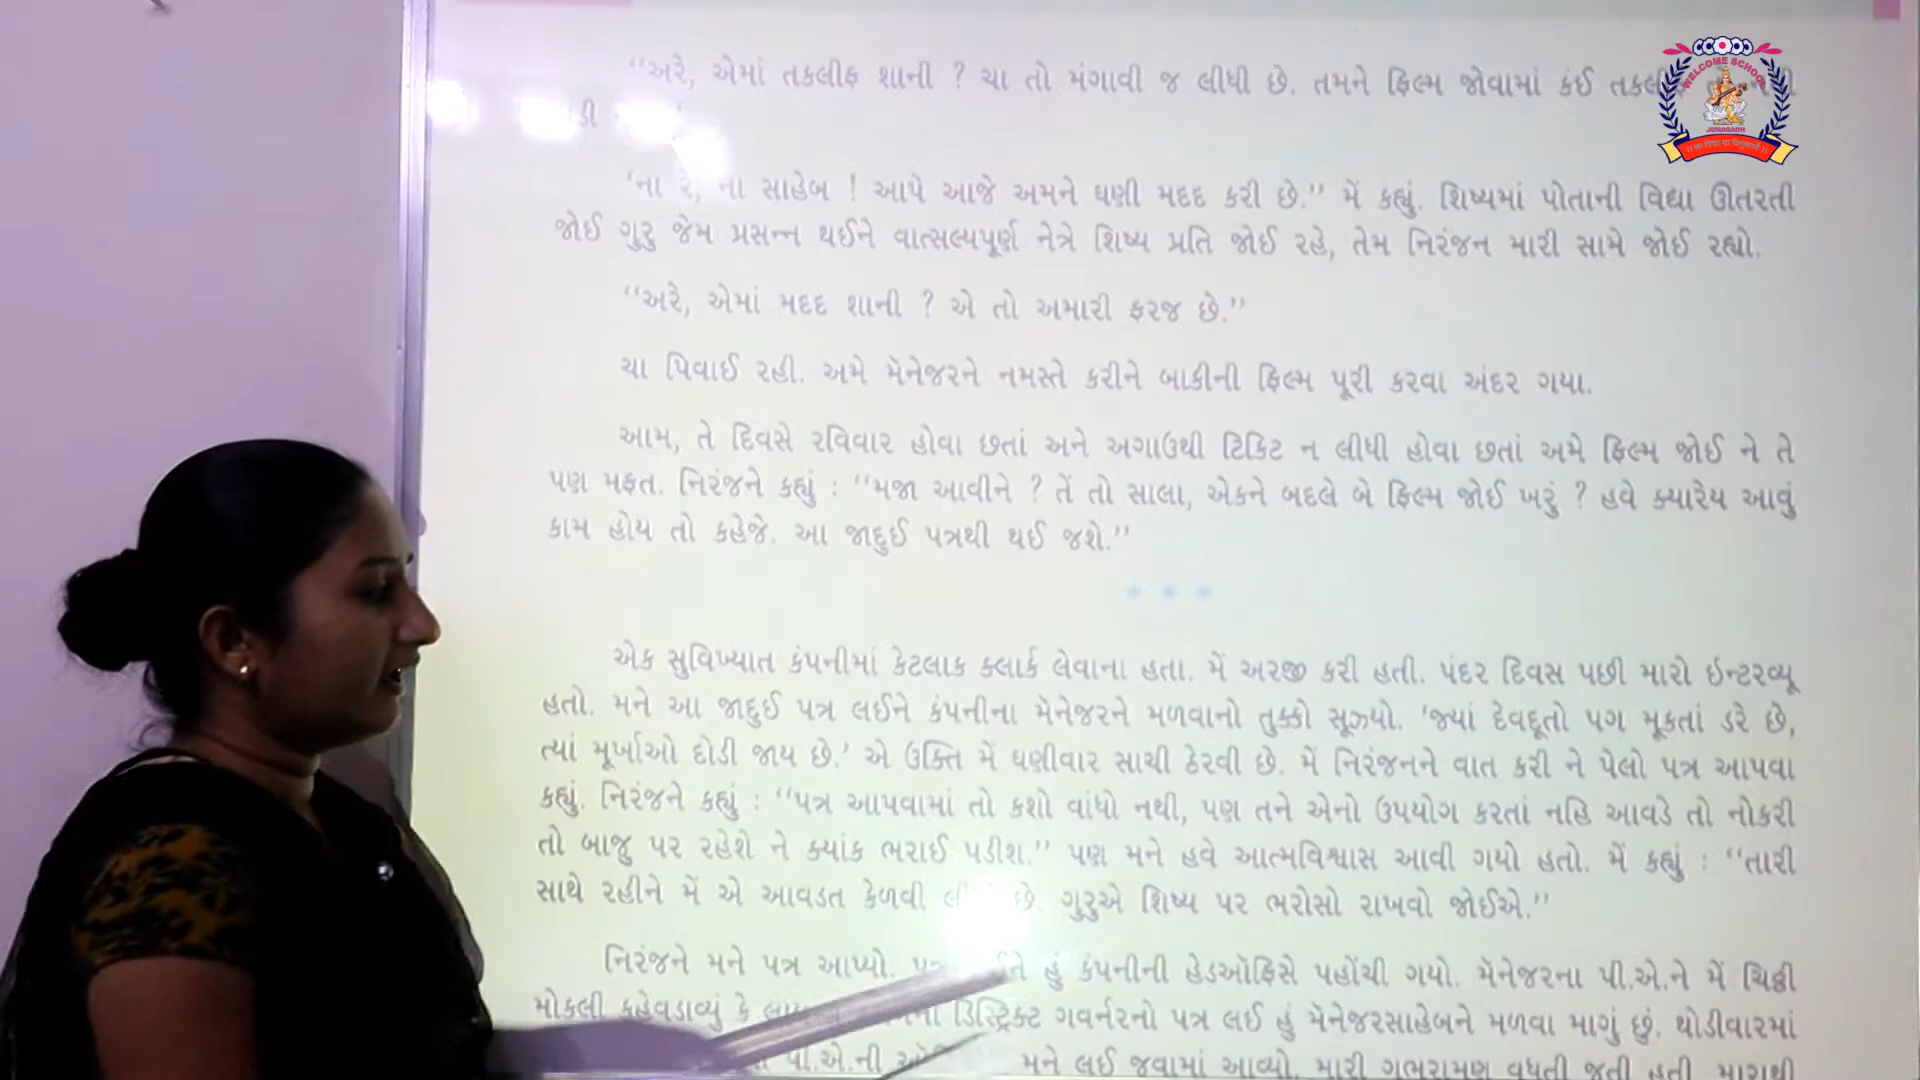 “અરે, એમાં તકલીફ શાની ? ચા તો મંગાવી જ લીધી છે. તમને ફિલ્મ જોવામાં કંઈ
WELCOME SCHOOL
JUNAGADH
‘ના રે, ના સાહેબ ! આપે આજે અમને ઘણી મદદ કરી છે.” મેં કહ્યું. શિષ્યમાં પોતાની વિદ્યા ઊતરતી
જોઈ ગુરુ જેમ પ્રસન્ન થઈને વાત્સલ્યપૂર્ણ નેત્રે શિષ્ય પ્રતિ જોઈ રહે, તેમ નિરંજન મારી સામે જોઈ રહ્યો.
“અરે, એમાં મદદ શાની ? એ તો અમારી ફરજ છે.”
ચા પિવાઈ રહી. અમે મૅનેજરને નમસ્તે કરીને બાકીની ફિલ્મ પૂરી કરવા અંદર ગયા.
આમ, તે દિવસે રવિવાર હોવા છતાં અને અગાઉથી ટિકિટ ન લીધી હોવા છતાં અમે ફિલ્મ જોઈ ને તે
પણ મફત. નિરંજને કહ્યું : “મજા આવીને ? તેં તો સાલા, એકને બદલે બે ફિલ્મ જોઈ ખરું ? હવે ક્યારેય આવું
કામ હોય તો કહેજે. આ જાદુઈ પત્રથી થઈ જશે.”
* * *
એક સુવિખ્યાત કંપનીમાં કેટલાક ક્લાર્ક લેવાના હતા. મેં અરજી કરી હતી. પંદર દિવસ પછી મારો ઇન્ટરવ્યૂ
હતો. મને આ જાદુઈ પત્ર લઈને કંપનીના મૅનેજરને મળવાનો તુક્કો સૂઝ્યો. ‘જ્યાં દેવદૂતો પગ મૂકતાં ડરે છે,
ત્યાં મૂર્ખાઓ દોડી જાય છે.’ એ ઉક્તિ મેં ઘણીવાર સાચી ઠેરવી છે. મેં નિરંજનને વાત કરી ને પેલો પત્ર આપવા
કહ્યું. નિરંજને કહ્યું : “પત્ર આપવામાં તો કશો વાંધો નથી, પણ તને એનો ઉપયોગ કરતાં નહિ આવડે તો નોકરી
તો બાજુ પર રહેશે ને ક્યાંક ભરાઈ પડીશ.” પણ મને હવે આત્મવિશ્વાસ આવી ગયો હતો. મેં કહ્યું : “તારી
સાથે રહીને મેં એ આવડત કેળવી છે. ગુરુએ શિષ્ય પર ભરોસો રાખવો જોઈએ.”
નિરંજને મને પત્ર આપ્યો. હું કંપનીની હેડઑફિસે પહોંચી ગયો. મૅનેજરના પી.એ.ને મેં ચિઠ્ઠી
મોકલી કહેવડાવ્યું કે ડિસ્ટ્રિક્ટ ગવર્નરનો પત્ર લઈ હું મૅનેજરસાહેબને મળવા માગું છું. થોડીવારમાં
પી.એ.ની મને લઈ જવામાં આવ્યો. મારી ગભરામણ વધતી જતી હતી